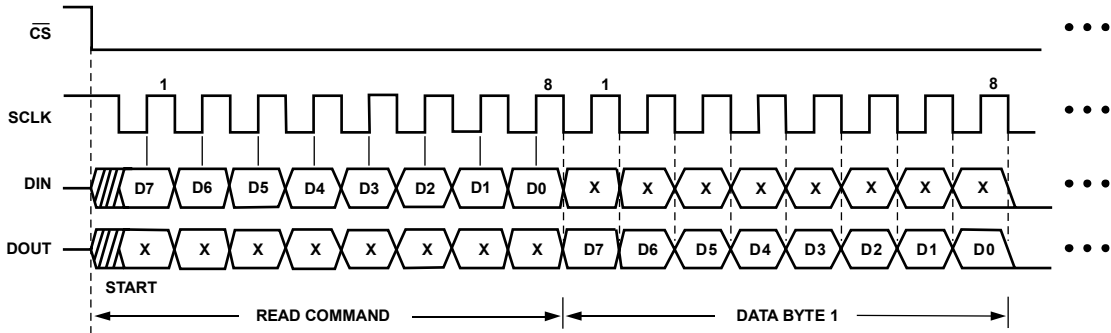 CS
1 8 1 8
SCLK
DIN D7 D6 D5 D4 D3 D2 D1 D0 X X X X X X X X
DOUT X X X X X X X X D7 D6 D5 D4 D3 D2 D1 D0
START
READ COMMAND DATA BYTE 1